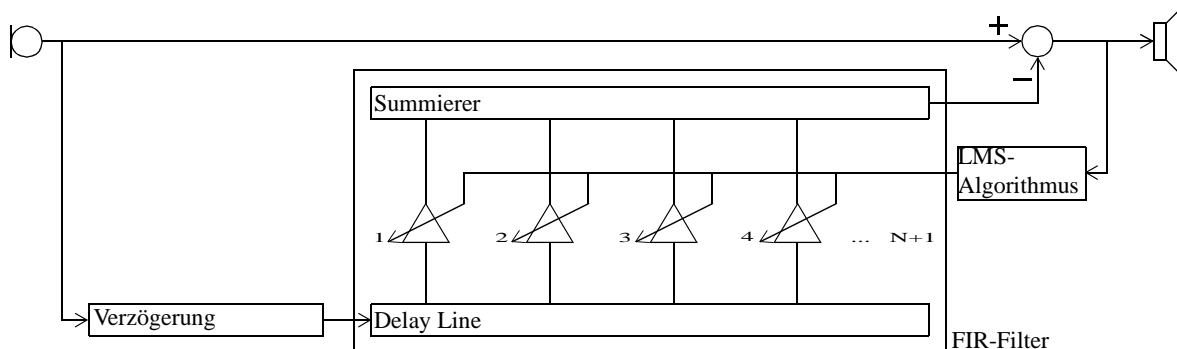 +
−
Summierer
LMS-
Algorithmus
1 2 3 4 ... N+1
Verzögerung
Delay Line
FIR-Filter